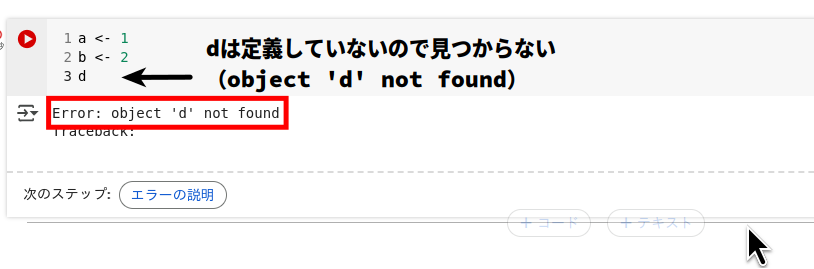 1 a <- 1
2 b <- 2
3 d
dは定義していないので見つからない
（object 'd' not found）
Error: object 'd' not found
Traceback:
次のステップ: エラーの説明
+ コード + テキスト